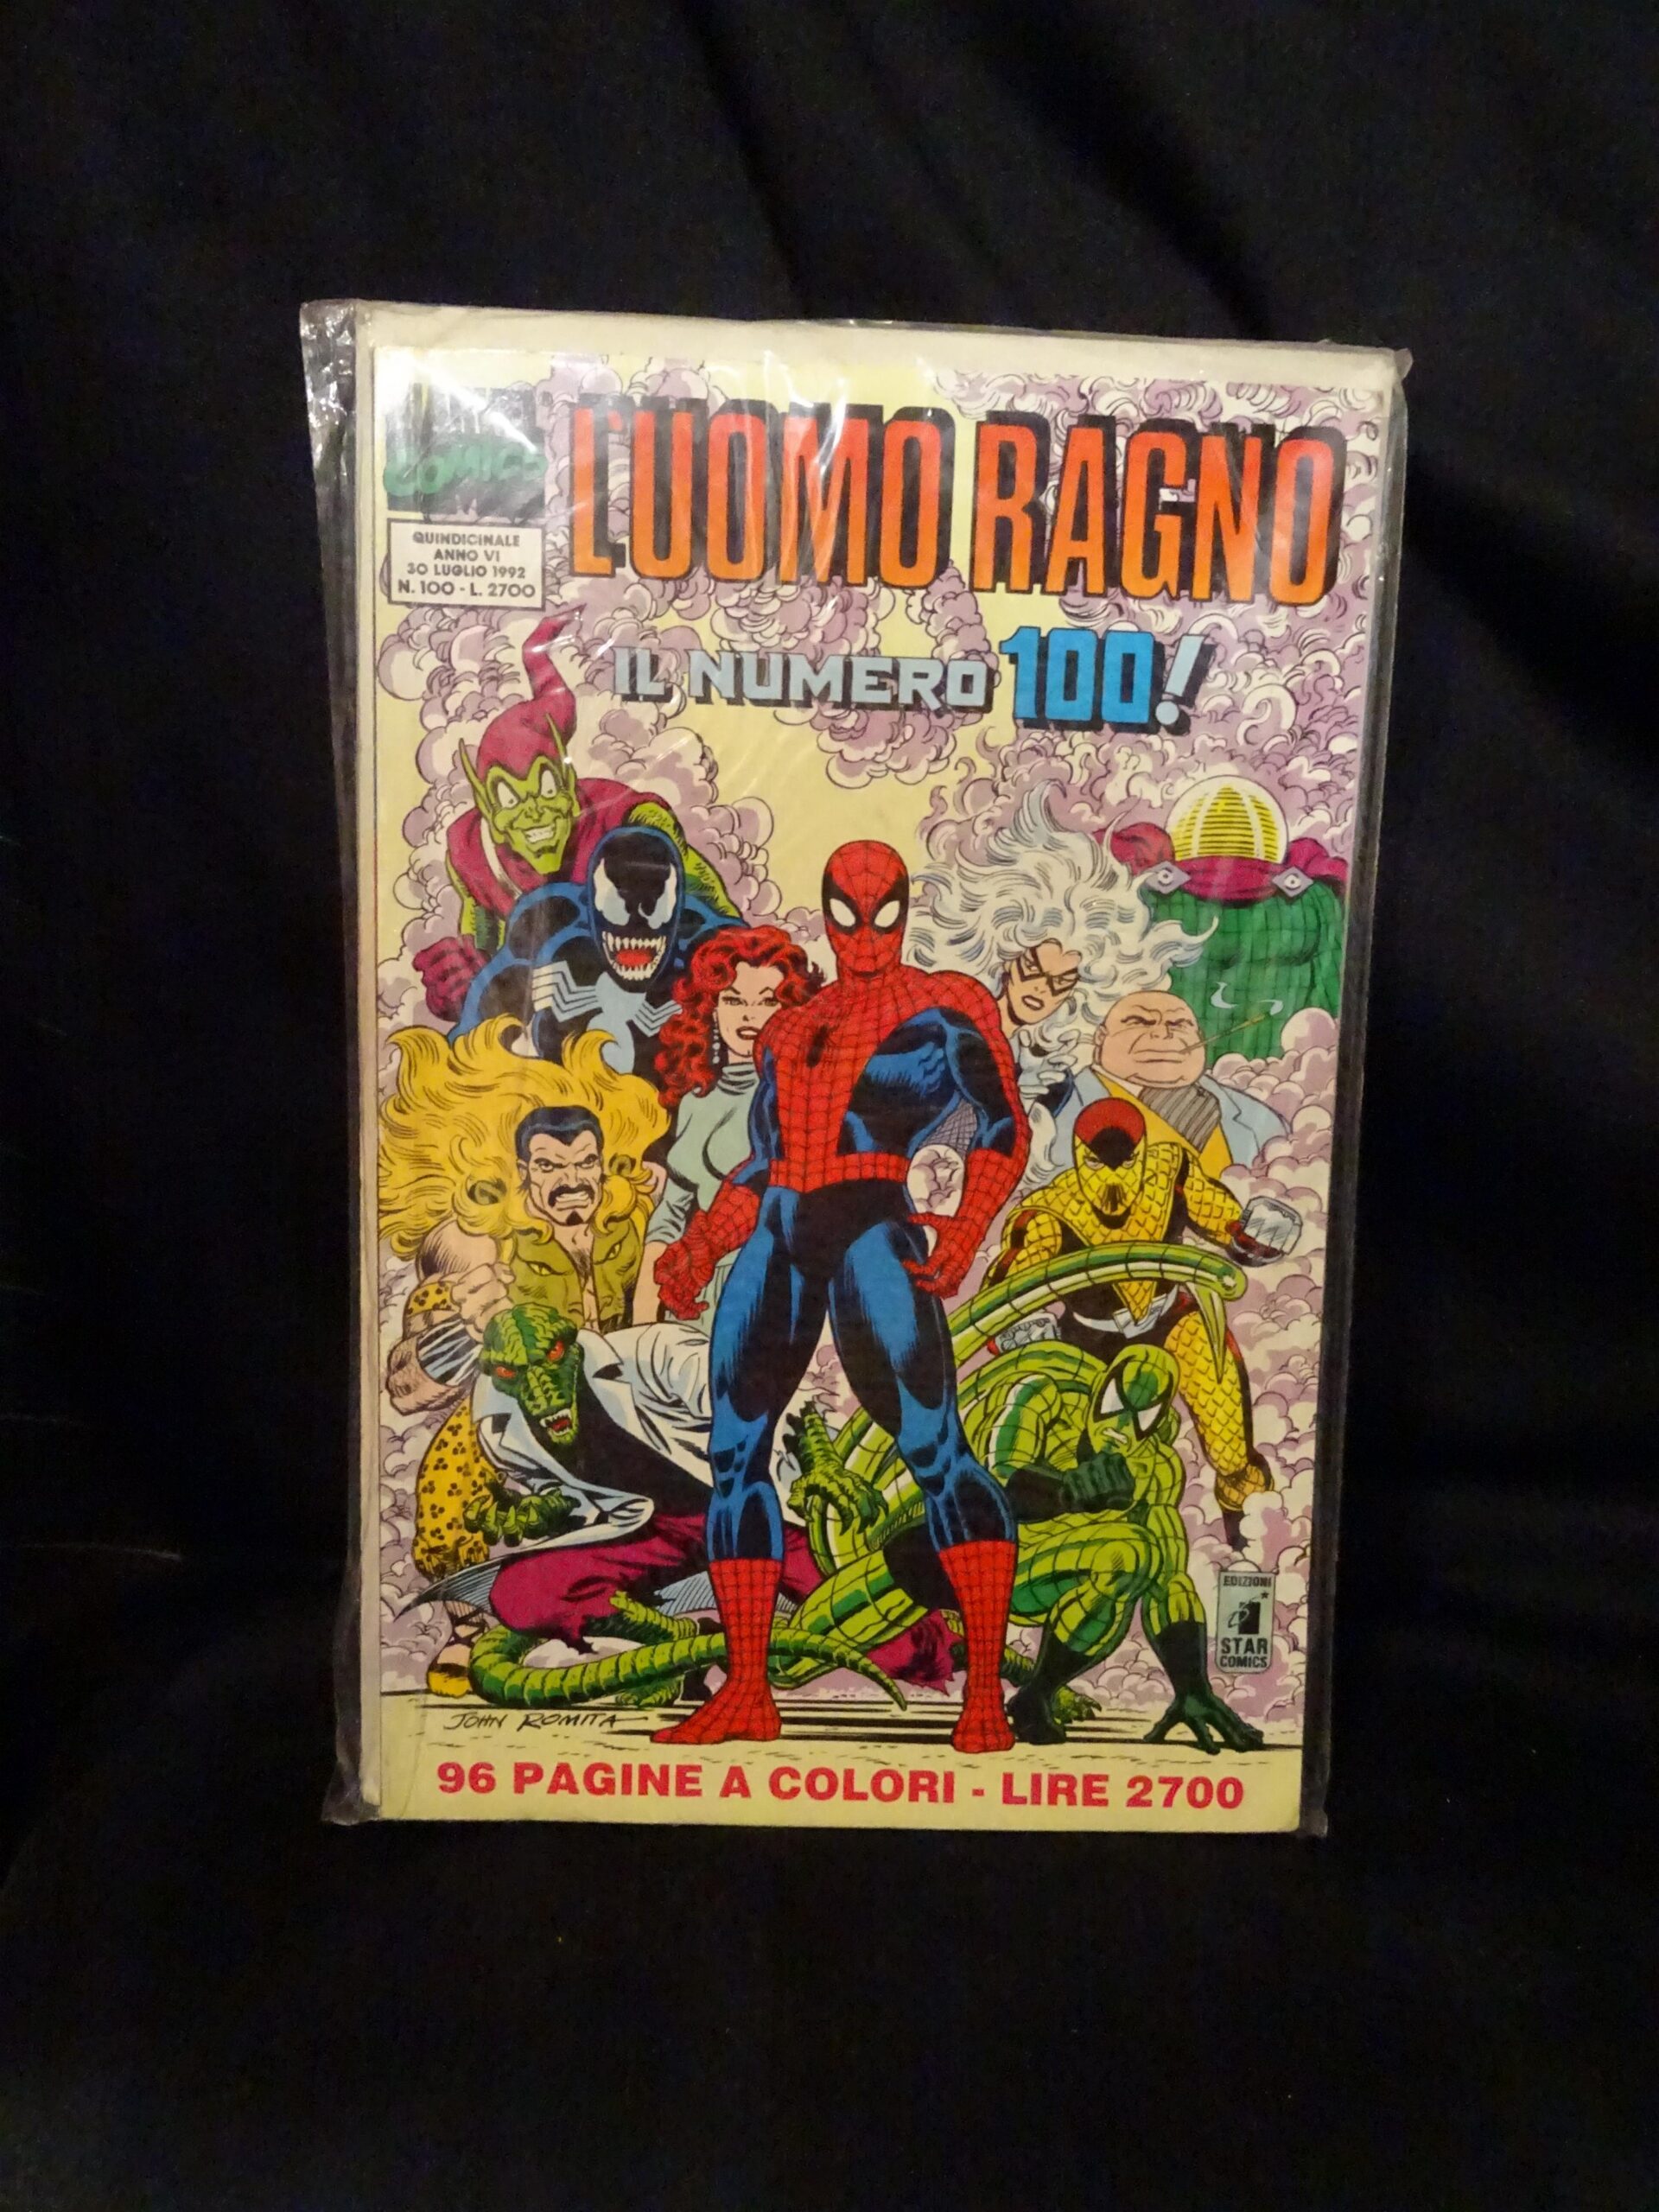 COMICS
QUINDICINALE
ANNO VI
30 LUGLIO 1992
N. 100 - L. 2700
L'UOMO RAGNO
IL NUMERO 100!
EDIZIONI
STAR
COMICS
JOHN ROMITA
96 PAGINE A COLORI - LIRE 2700